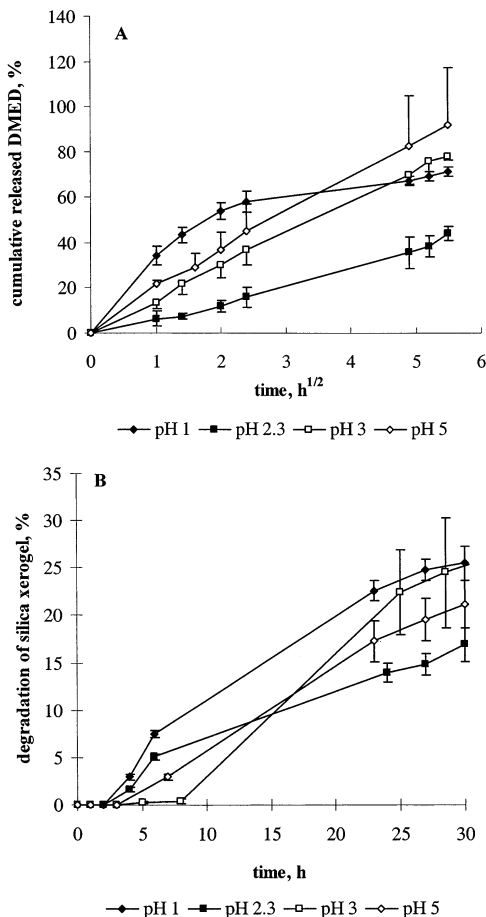 A
140
120
100
80
60
40
20
0
0 1 2 3 4 5 6
cumulative released DMED, %
time, h1/2
pH 1 pH 2.3 pH 3 pH 5
B
35
30
25
20
15
10
5
0
0 5 10 15 20 25 30
degradation of silica xerogel, %
time, h
pH 1 pH 2.3 pH 3 pH 5